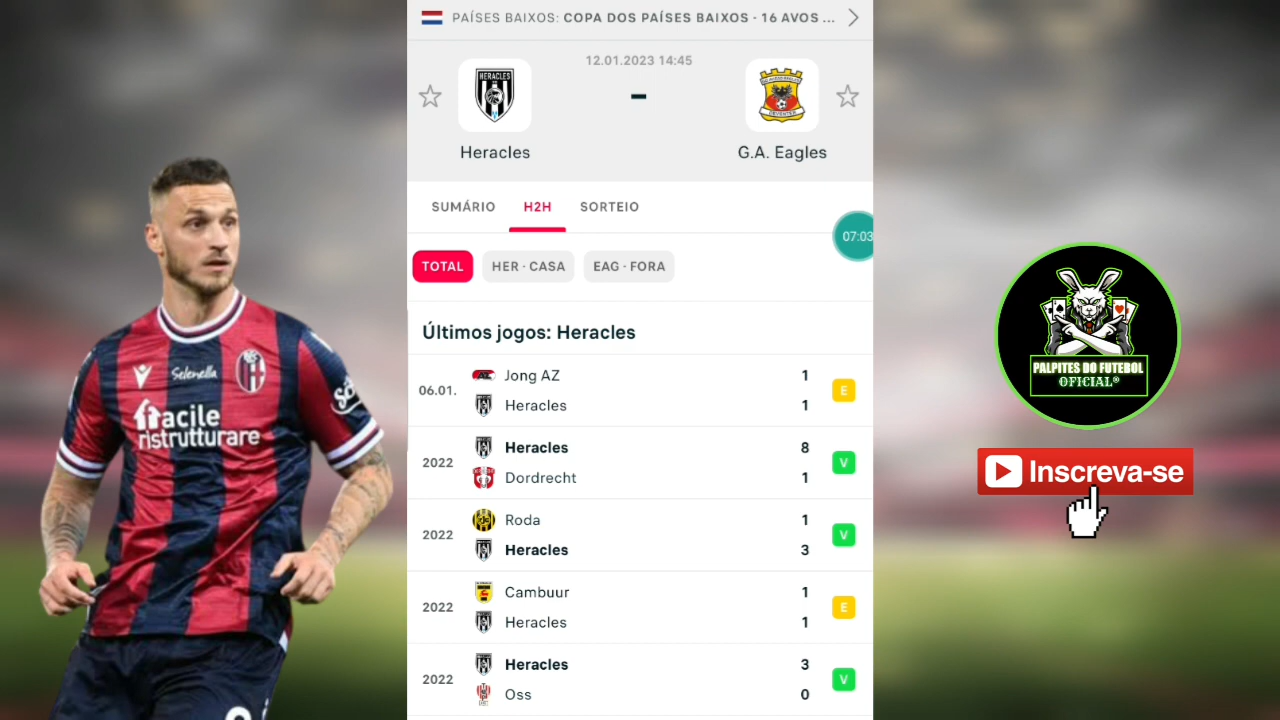 PAÍSES BAIXOS: COPA DOS PAÍSES BAIXOS · 16 AVOS ...
12.01.2023 14:45
-
HERACLES
Heracles
G.A. Eagles
SUMÁRIO H2H SORTEIO
07:03
TOTAL HER · CASA EAG · FORA
Últimos jogos: Heracles
06.01.
Jong AZ 1
Heracles 1
E
2022
Heracles 8
Dordrecht 1
V
2022
Roda 1
Heracles 3
V
2022
Cambuur 1
Heracles 1
E
2022
Heracles 3
Oss 0
V
Selenella
facile
ristrutturare
PALPITES DO FUTEBOL
OFICIAL®
Inscreva-se